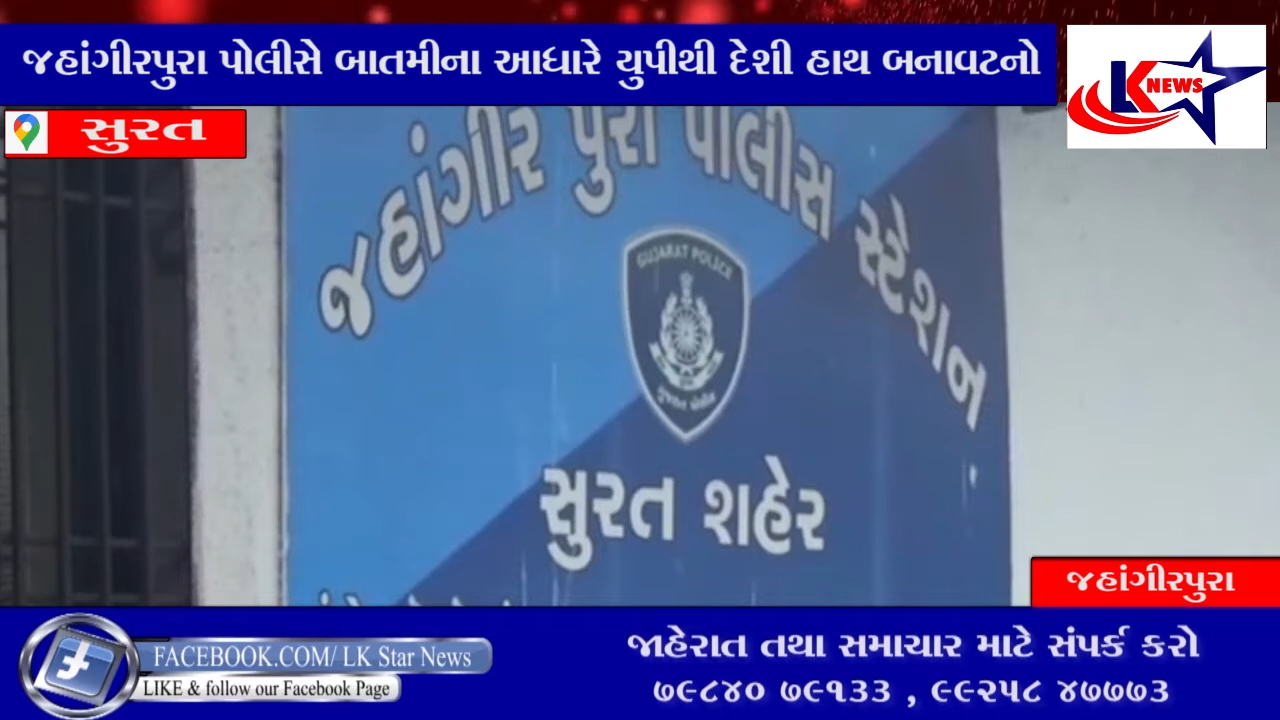 જહાંગીરપુરા પોલીસે બાતમીના આધારે યુપીથી દેશી હાથ બનાવટનો
LK NEWS
સુરત
જહાંગીર પુરા પોલીસ સ્ટેશન
GUJARAT POLICE
ગુજરાત પોલીસ
સુરત શહેર
જહાંગીરપુરા
FACEBOOK.COM/ LK Star News
LIKE & follow our Facebook Page
જાહેરાત તથા સમાચાર માટે સંપર્ક કરો
૭૯૮૪૦ ૭૯૧૩૩ , ૯૯૨૫૮ ૪૭૭૭૩